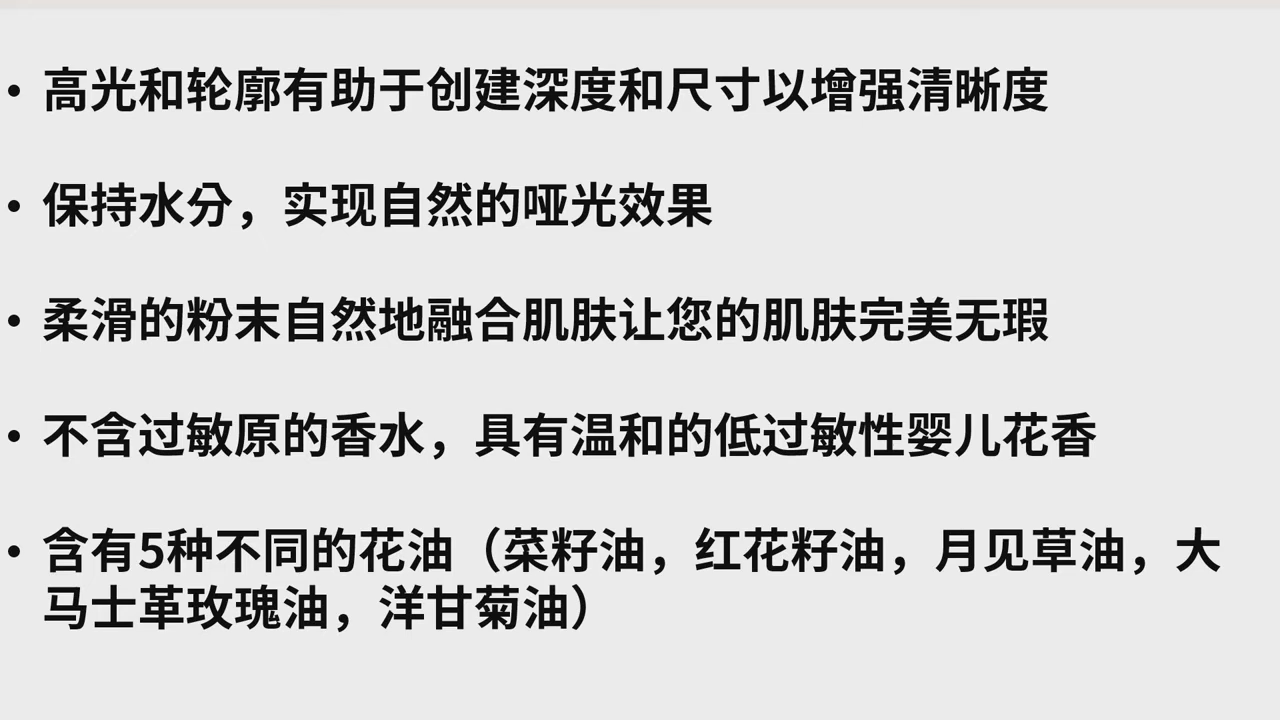 • 高光和轮廓有助于创建深度和尺寸以增强清晰度
• 保持水分，实现自然的哑光效果
• 柔滑的粉末自然地融合肌肤让您的肌肤完美无瑕
• 不含过敏原的香水，具有温和的低过敏性婴儿花香
• 含有5种不同的花油（菜籽油，红花籽油，月见草油，大
马士革玫瑰油，洋甘菊油）